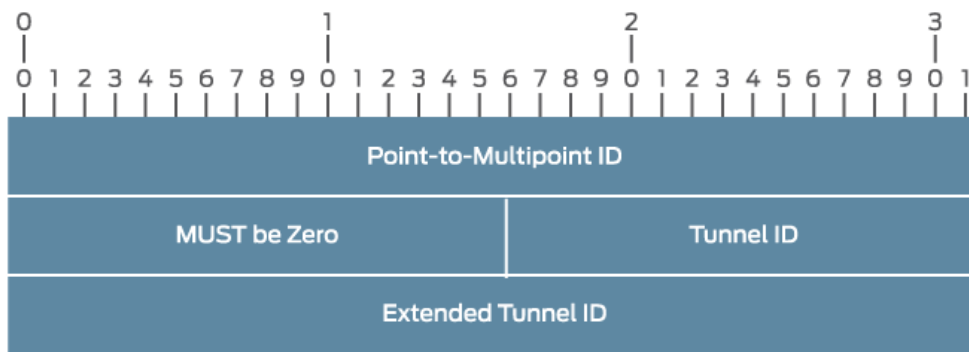 0 1 2 3
0 1 2 3 4 5 6 7 8 9 0 1 2 3 4 5 6 7 8 9 0 1 2 3 4 5 6 7 8 9 0 1
Point-to-Multipoint ID
MUST be Zero Tunnel ID
Extended Tunnel ID